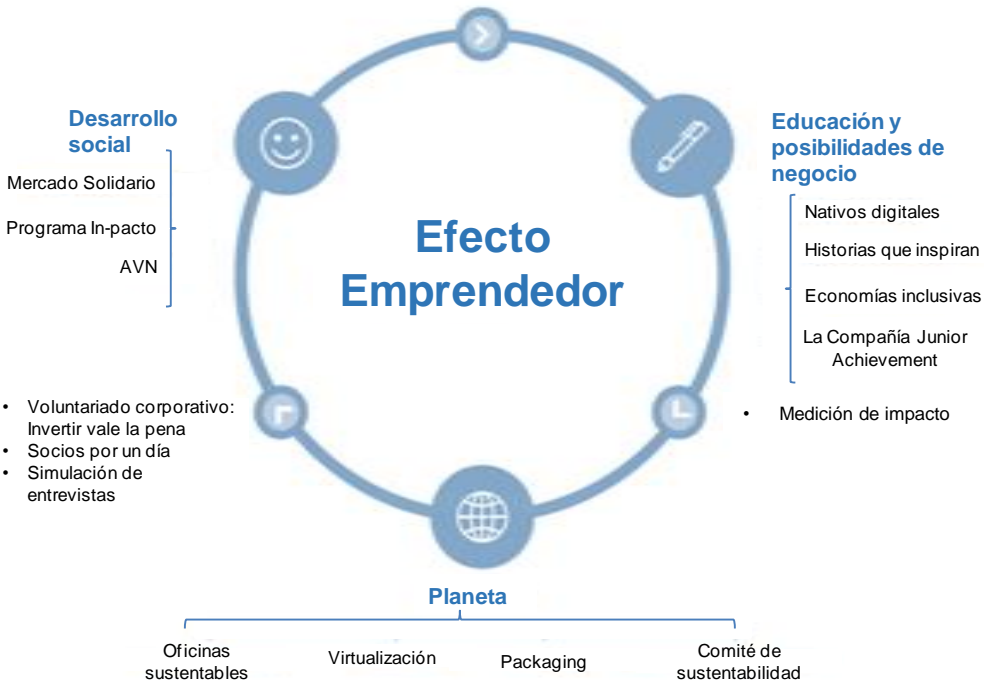 Desarrollo
social
Mercado Solidario
Programa In-pacto
AVN
Educación y
posibilidades de
negocio
Nativos digitales
Historias que inspiran
Economías inclusivas
La Compañía Junior
Achievement
Efecto
Emprendedor
• Voluntariado corporativo:
Invertir vale la pena
• Socios por un día
• Simulación de
entrevistas
• Medición de impacto
Planeta
Oficinas
sustentables
Virtualización
Packaging
Comité de
sustentabilidad